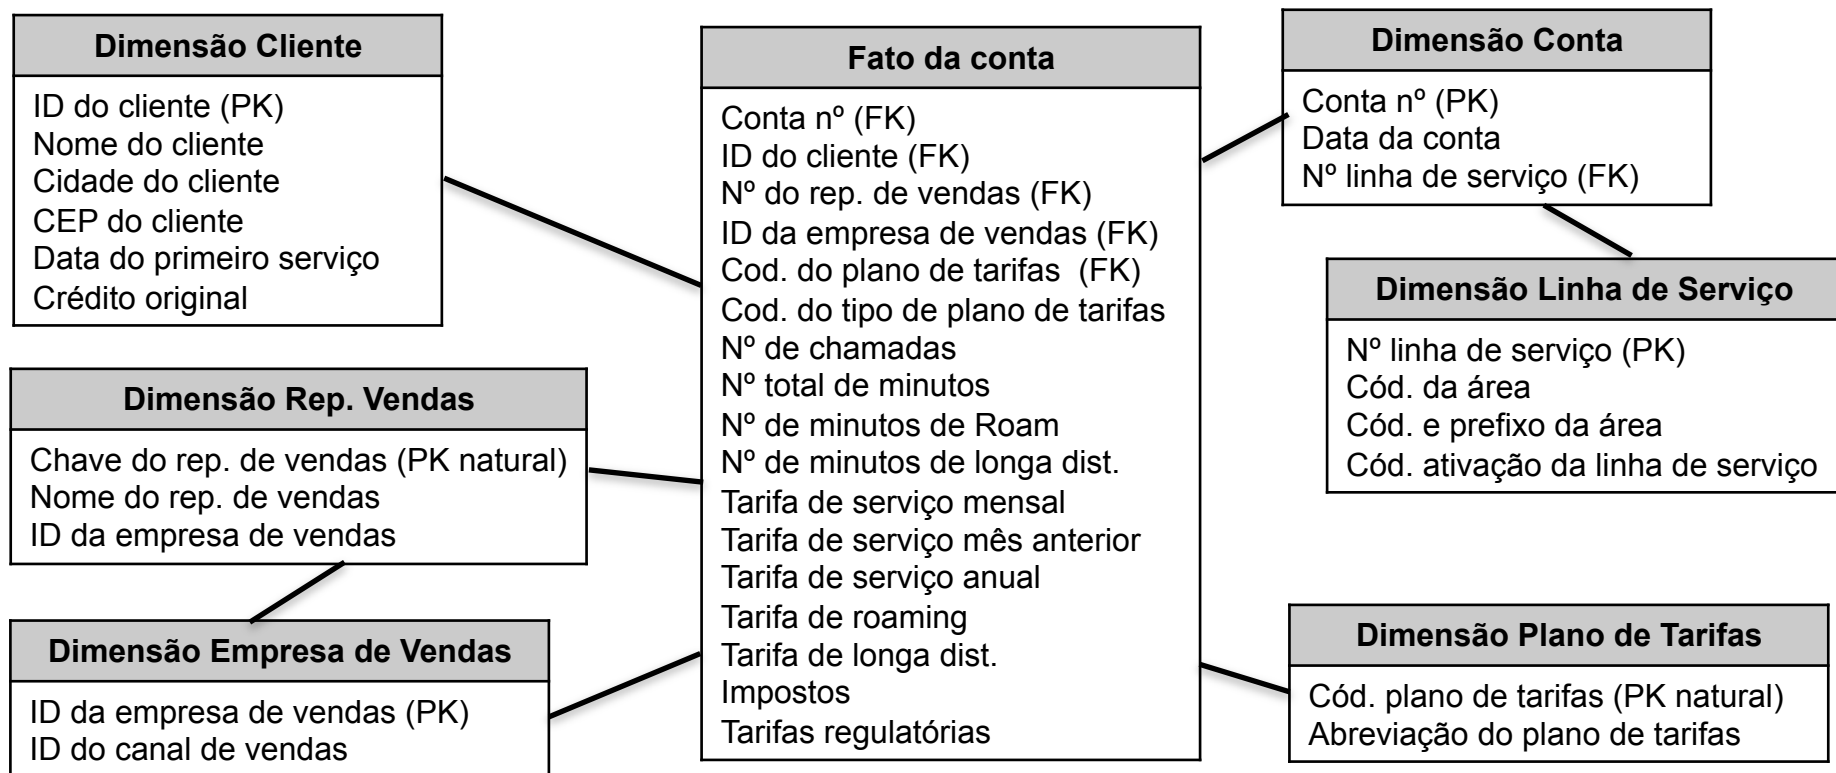 Dimensão Cliente
ID do cliente (PK)
Nome do cliente
Cidade do cliente
CEP do cliente
Data do primeiro serviço
Crédito original
Dimensão Rep. Vendas
Chave do rep. de vendas (PK natural)
Nome do rep. de vendas
ID da empresa de vendas
Dimensão Empresa de Vendas
ID da empresa de vendas (PK)
ID do canal de vendas
Fato da conta
Conta nº (FK)
ID do cliente (FK)
Nº do rep. de vendas (FK)
ID da empresa de vendas (FK)
Cod. do plano de tarifas (FK)
Cod. do tipo de plano de tarifas
Nº de chamadas
Nº total de minutos
Nº de minutos de Roam
Nº de minutos de longa dist.
Tarifa de serviço mensal
Tarifa de serviço mês anterior
Tarifa de serviço anual
Tarifa de roaming
Tarifa de longa dist.
Impostos
Tarifas regulatórias
Dimensão Conta
Conta nº (PK)
Data da conta
Nº linha de serviço (FK)
Dimensão Linha de Serviço
Nº linha de serviço (PK)
Cód. da área
Cód. e prefixo da área
Cód. ativação da linha de serviço
Dimensão Plano de Tarifas
Cód. plano de tarifas (PK natural)
Abreviação do plano de tarifas